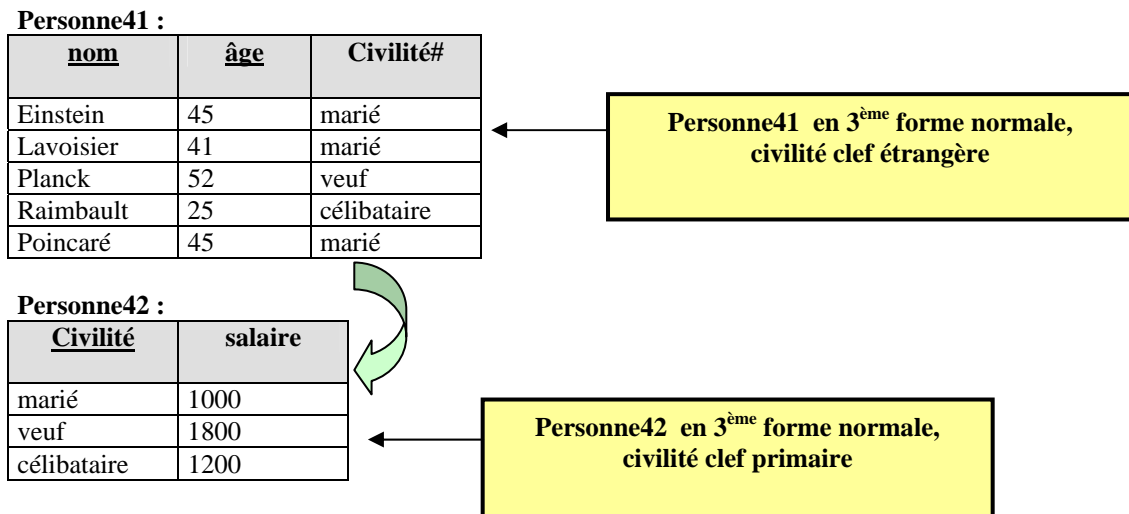 Personne41 :
nom âge Civilité#
Einstein 45 marié
Lavoisier 41 marié
Planck 52 veuf
Raimbault 25 célibataire
Poincaré 45 marié
Personne41 en 3ème forme normale,
civilité clef étrangère
Personne42 :
Civilité salaire
marié 1000
veuf 1800
célibataire 1200
Personne42 en 3ème forme normale,
civilité clef primaire